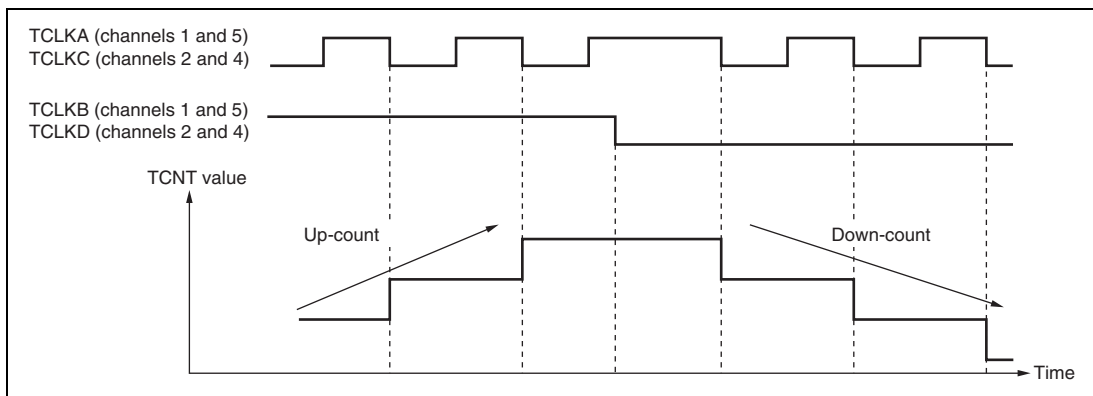 TCLKA (channels 1 and 5)
TCLKC (channels 2 and 4)
TCLKB (channels 1 and 5)
TCLKD (channels 2 and 4)
TCNT value
Up-count
Down-count
Time